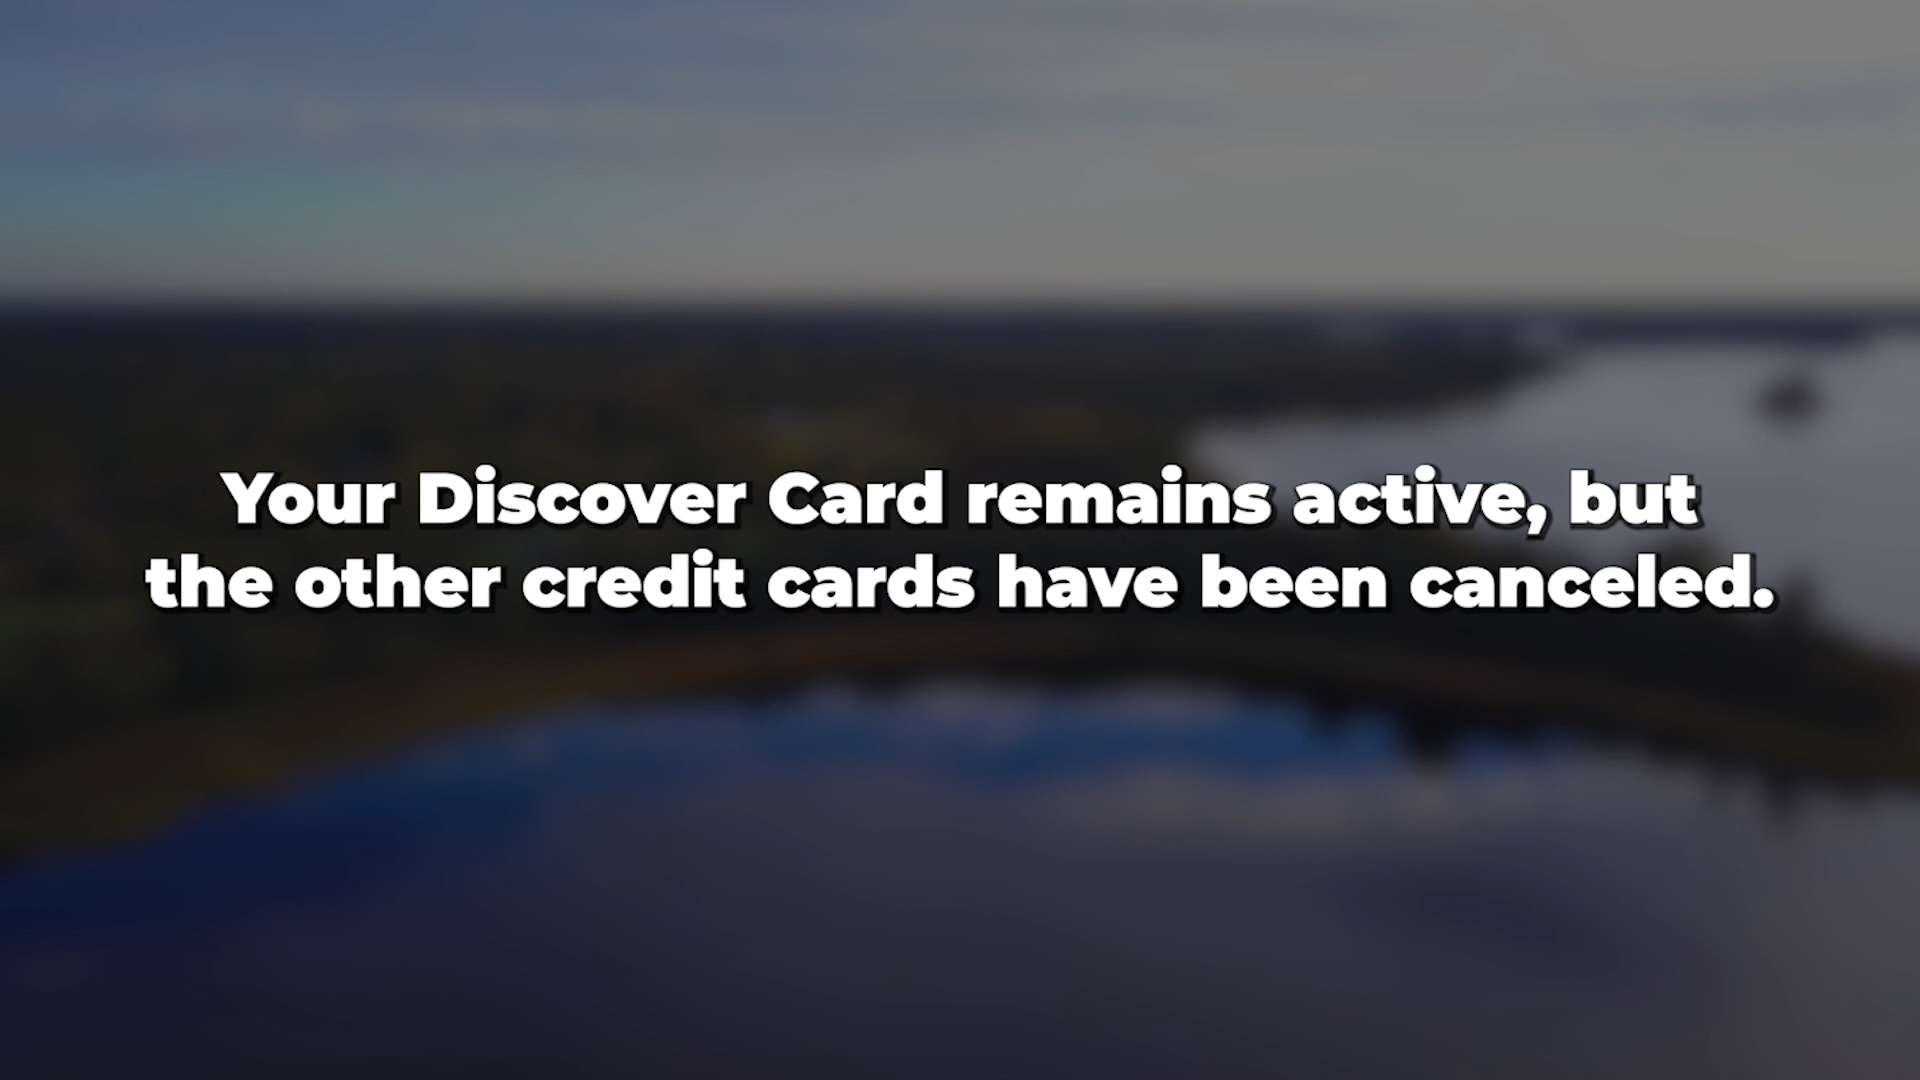 Your Discover Card remains active, but
the other credit cards have been canceled.